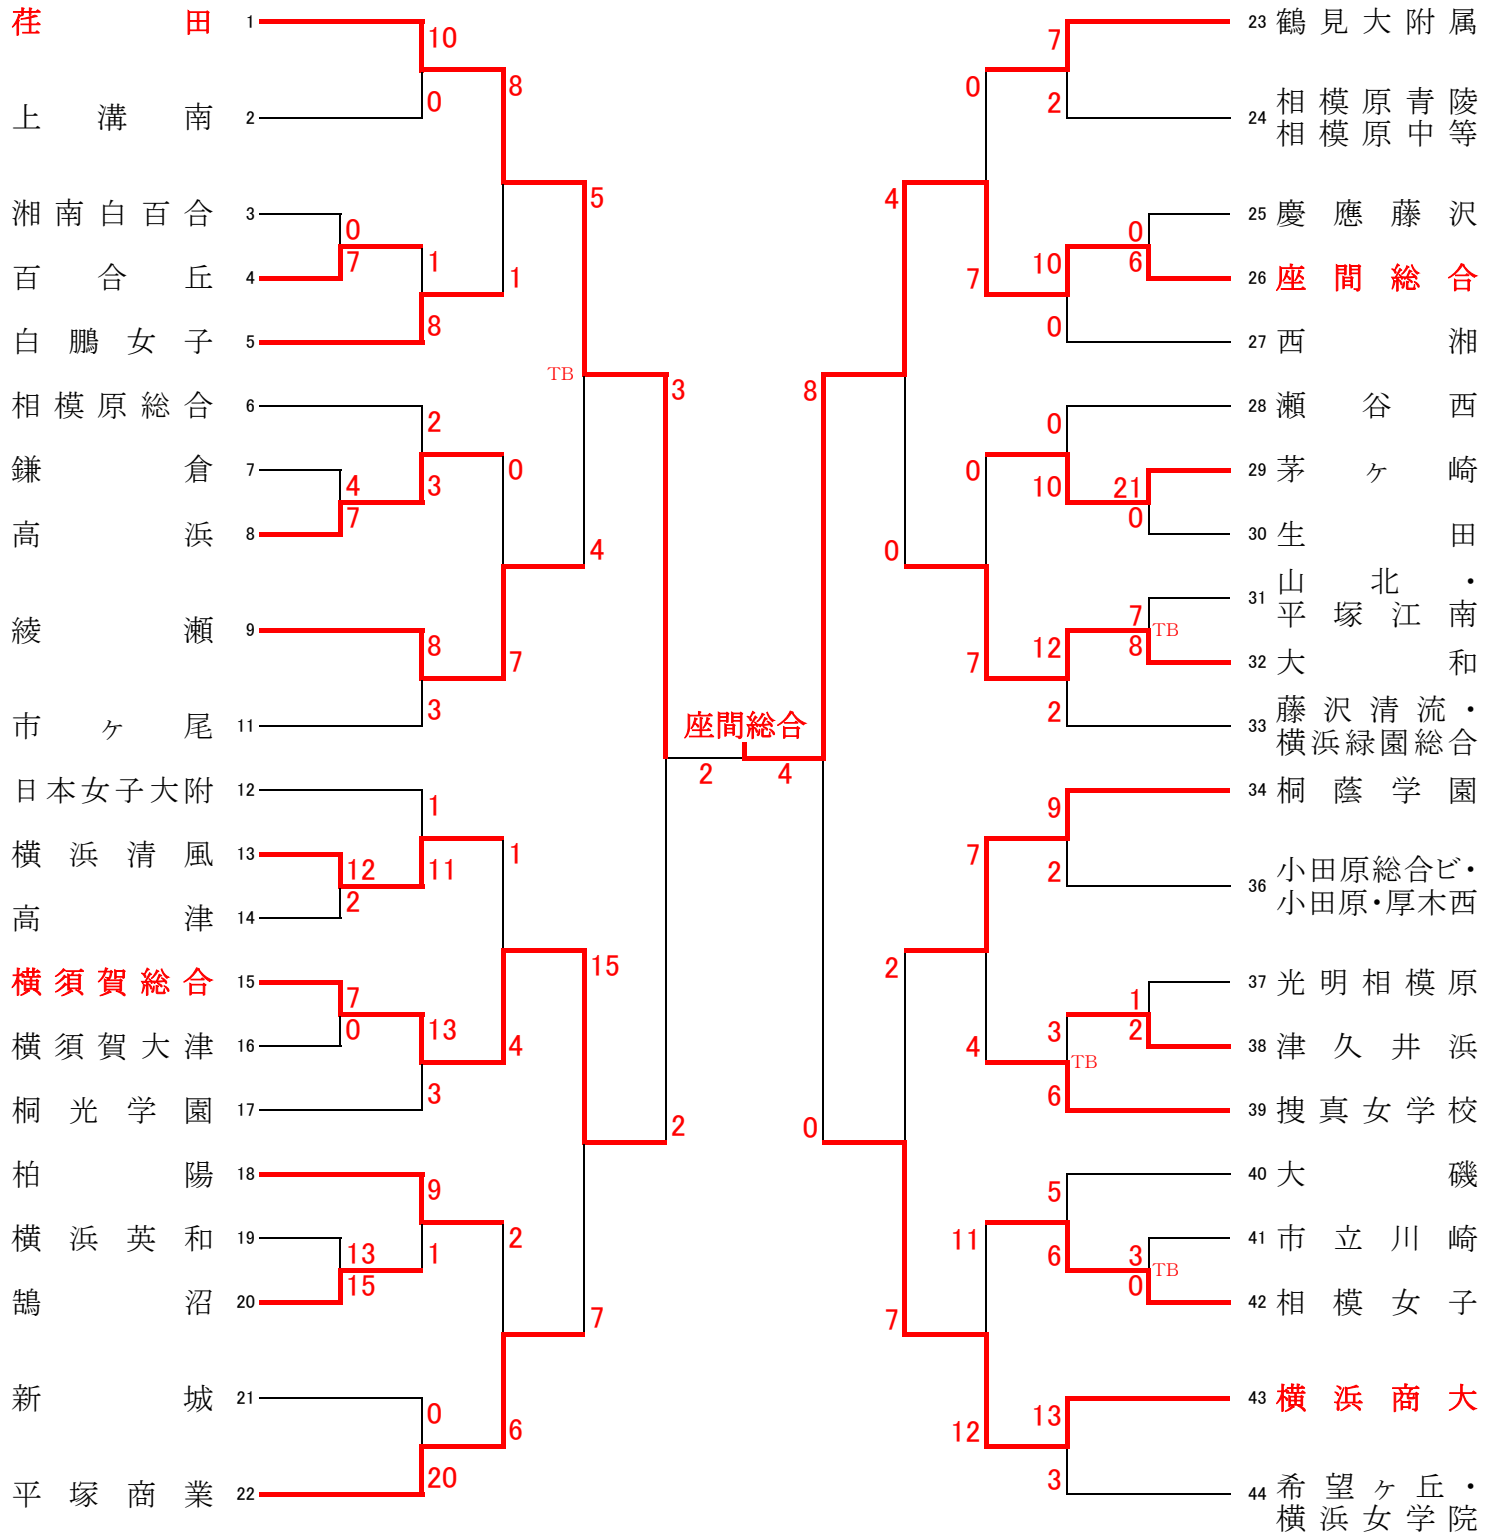 荏田 1
10
0
上溝南 2
8
湘南白百合 3
0
7
百合丘 4
1
8
白鵬女子 5
1
5
TB
相模原総合 6
2
3
鎌倉 7
4
7
高浜 8
0
4
綾瀬 9
8
3
7
市ヶ尾 11
3
日本女子大附 12
1
11
横浜清風 13
12
2
高津 14
1
15
横須賀総合 15
7
0
横須賀大津 16
13
3
桐光学園 17
4
2
柏陽 18
9
1
横浜英和 19
13
15
鵠沼 20
2
7
新城 21
0
20
平塚商業 22
6
座間総合
2 4
23 鶴見大附属
7
2
24 相模原青陵
相模原中等
0
4
25 慶應藤沢
0
6
26 座間総合
10
0
27 西湘
7
8
28 瀬谷西
0
10
29 茅ヶ崎
21
0
30 生田
0
0
31 山北・
平塚江南
7
TB
8
32 大和
12
2
33 藤沢清流・
横浜緑園総合
7
34 桐蔭学園
9
2
36 小田原総合ビ・
小田原・厚木西
7
2
37 光明相模原
1
2
38 津久井浜
3
TB
6
39 捜真女学校
4
0
40 大磯
5
6
41 市立川崎
3
TB
0
42 相模女子
11
7
43 横浜商大
13
3
44 希望ヶ丘・
横浜女学院
12